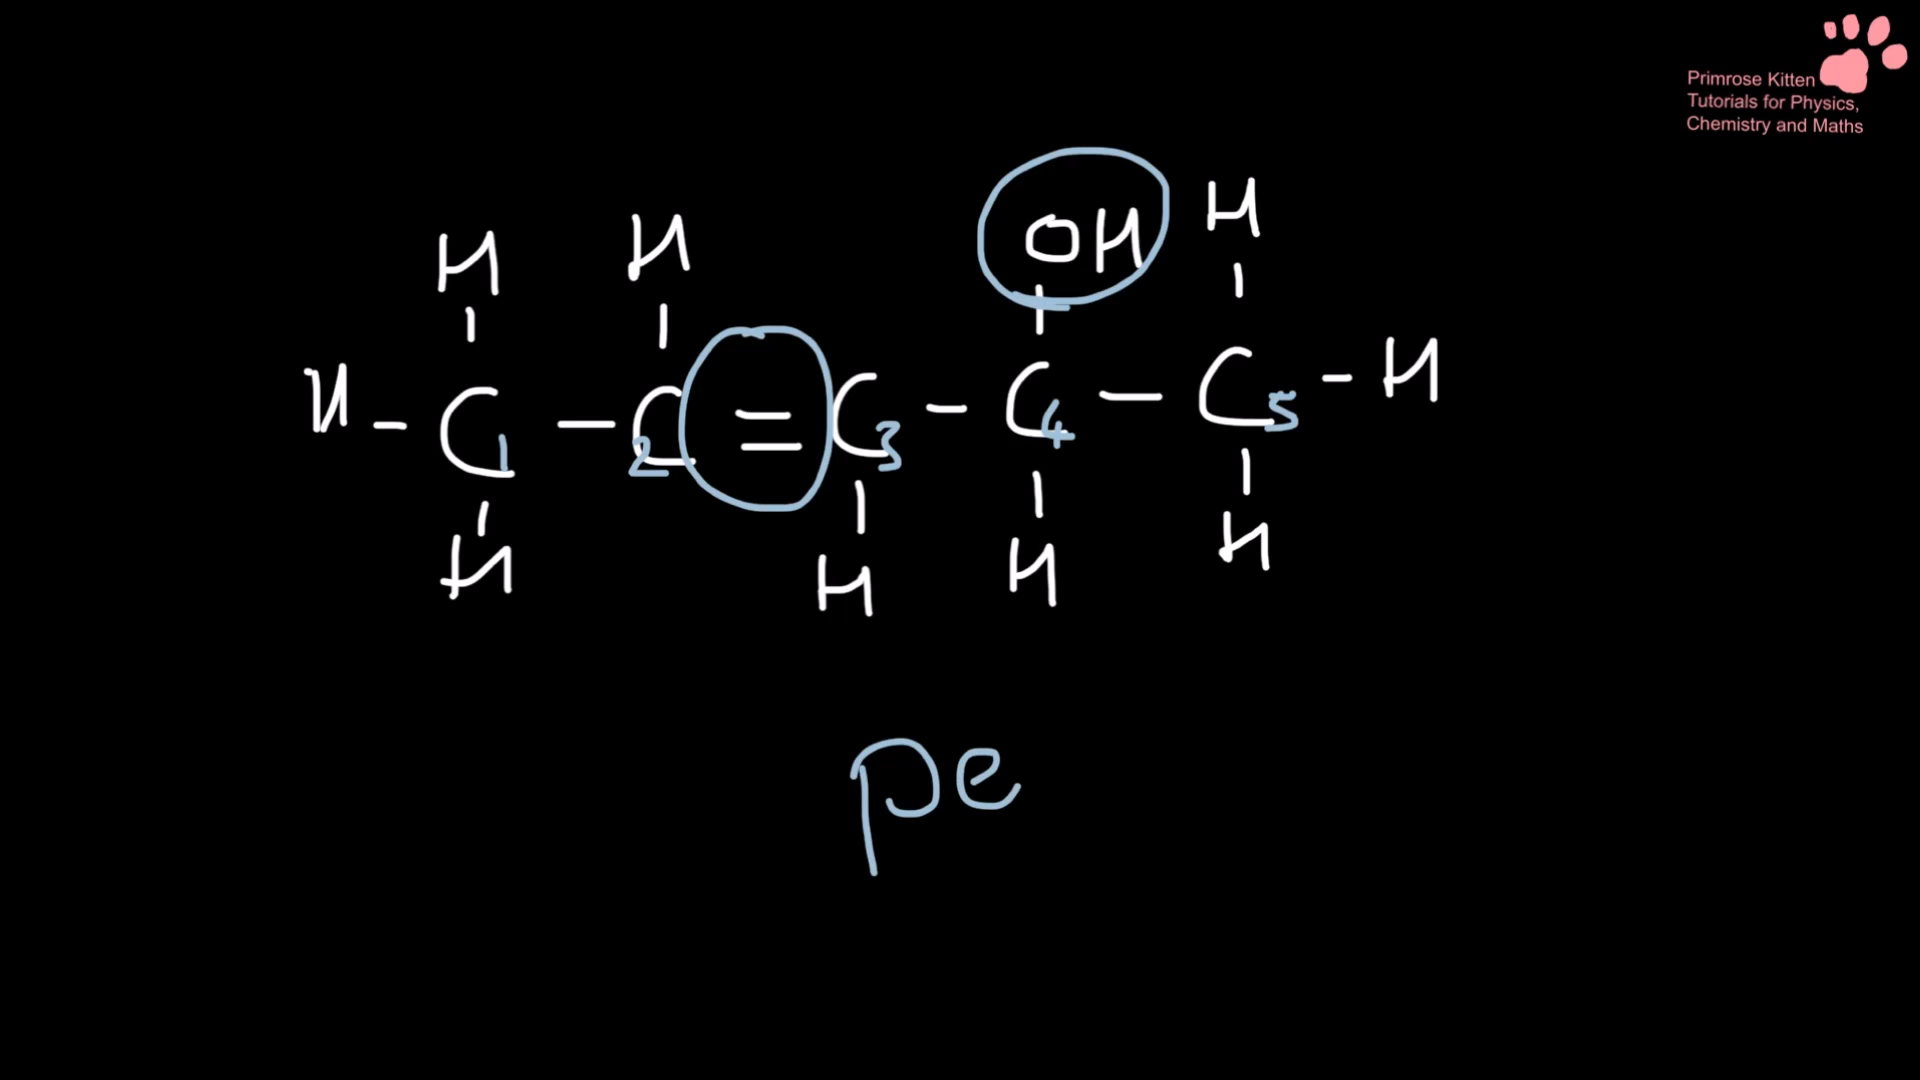 Primrose Kitten
Tutorials for Physics,
Chemistry and Maths
H H OH H
H - C1 - C2 = C3 - C4 - C5 - H
H H H H
pe